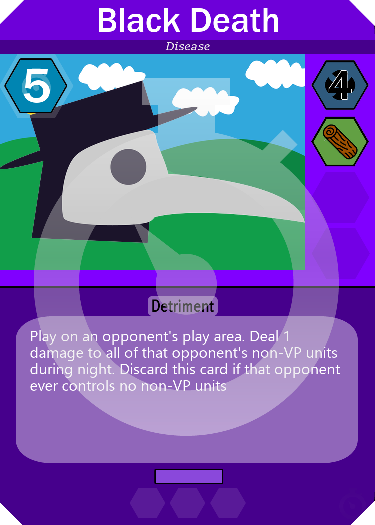 Black Death
Disease
5
4
Detriment
Play on an opponent's play area. Deal 1
damage to all of that opponent's non-VP units
during night. Discard this card if that opponent
ever controls no non-VP units